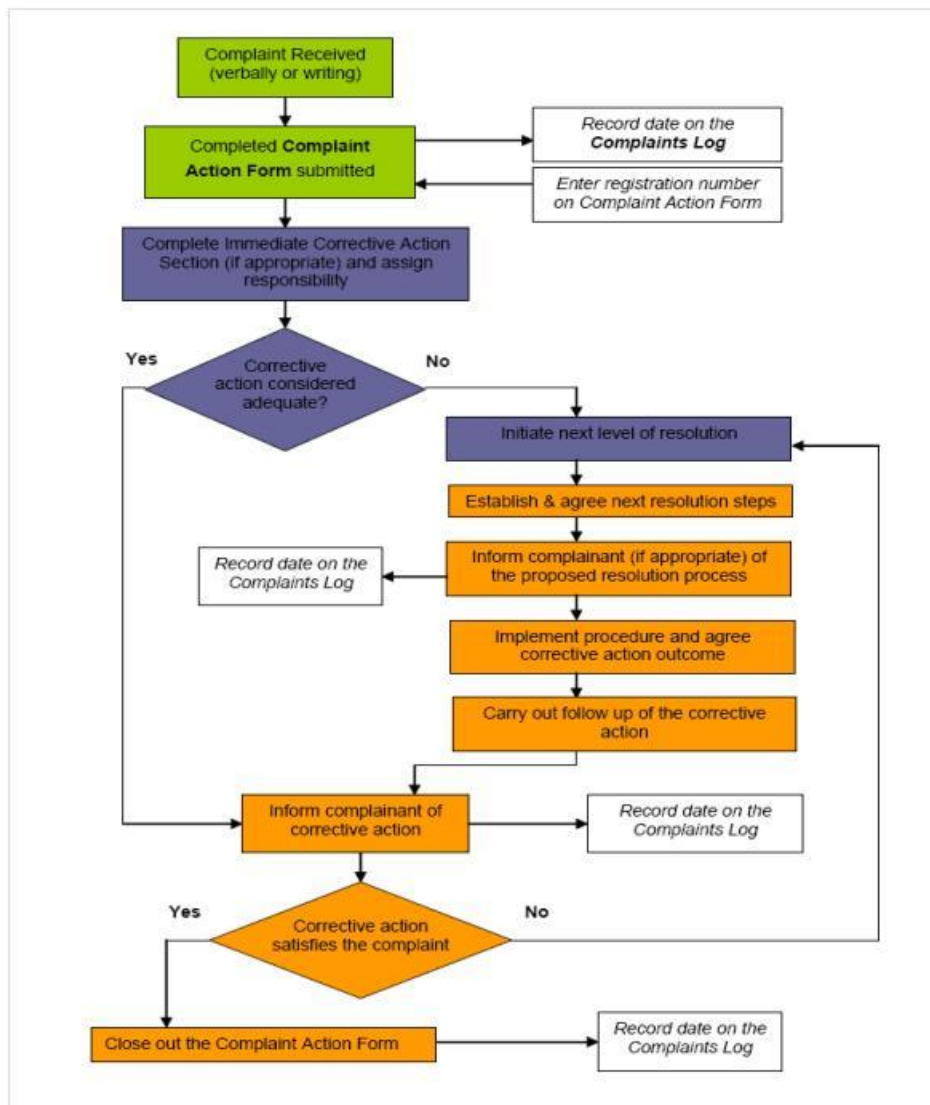 Complaint Received
(verbally or writing)
Completed Complaint
Action Form submitted
Record date on the
Complaints Log
Enter registration number
on Complaint Action Form
Complete Immediate Corrective Action
Section (if appropriate) and assign
responsibility
Yes
No
Corrective
action considered
adequate?
Initiate next level of resolution
Establish & agree next resolution steps
Record date on the
Complaints Log
Inform complainant (if appropriate) of
the proposed resolution process
Implement procedure and agree
corrective action outcome
Carry out follow up of the corrective
action
Inform complainant of
corrective action
Record date on the
Complaints Log
Yes
No
Corrective action
satisfies the complaint
Close out the Complaint Action Form
Record date on the
Complaints Log